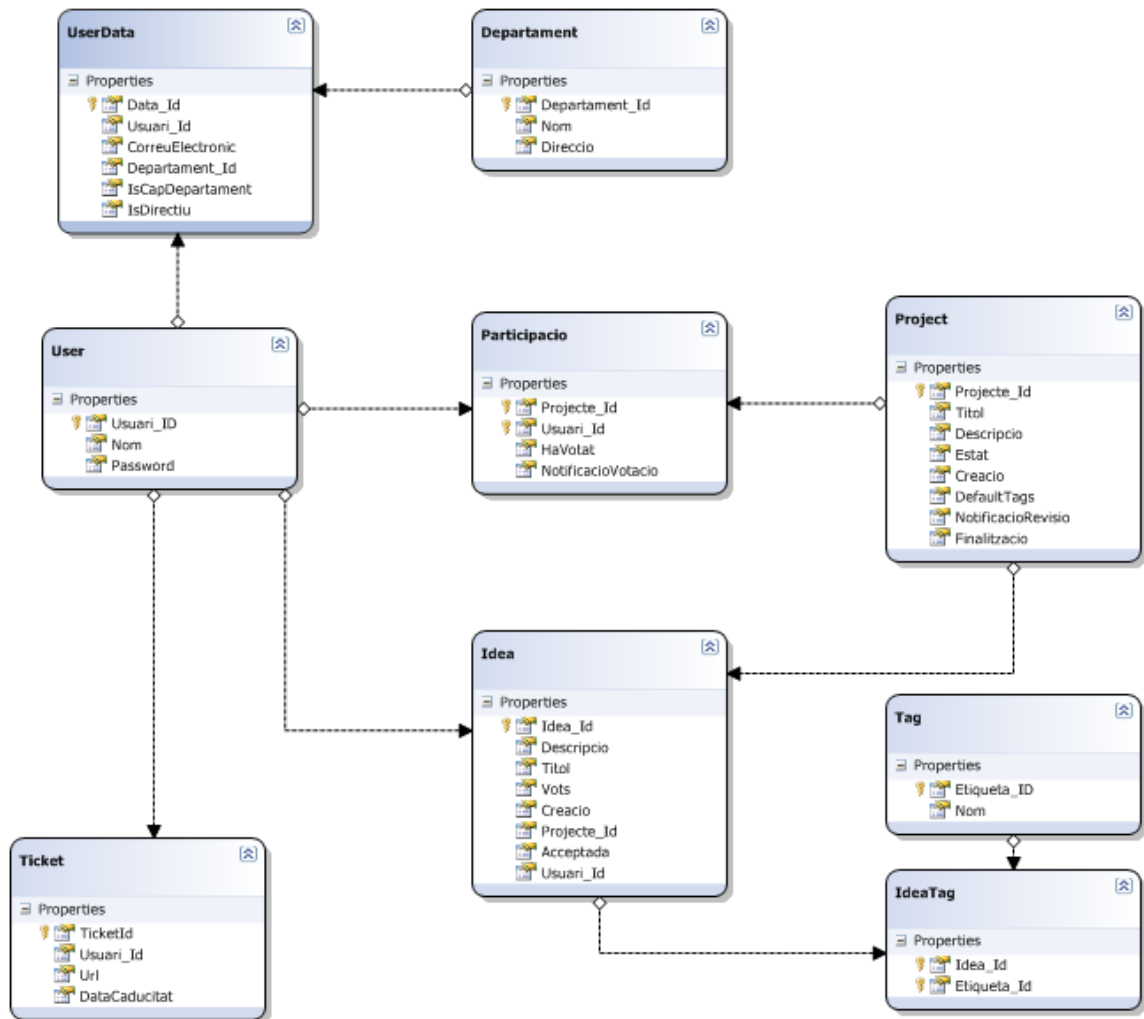 UserData
Properties
Data_Id
Usuari_Id
CorreuElectronic
Departament_Id
IsCapDepartament
IsDirectiu
Departament
Properties
Departament_Id
Nom
Direccio
User
Properties
Usuari_ID
Nom
Password
Participacio
Properties
Projecte_Id
Usuari_Id
HaVotat
NotificacioVotacio
Project
Properties
Projecte_Id
Titol
Descripcio
Estat
Creacio
DefaultTags
NotificacioRevisio
Finalitzacio
Idea
Properties
Idea_Id
Descripcio
Titol
Vots
Creacio
Projecte_Id
Acceptada
Usuari_Id
Tag
Properties
Etiqueta_ID
Nom
Ticket
Properties
TicketId
Usuari_Id
Url
DataCaducitat
IdeaTag
Properties
Idea_Id
Etiqueta_Id